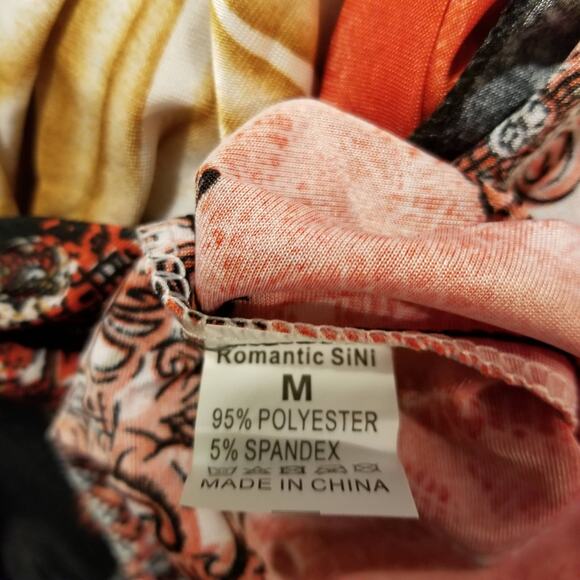 Romantic SiNi
M
95% POLYESTER
5% SPANDEX
MADE IN CHINA